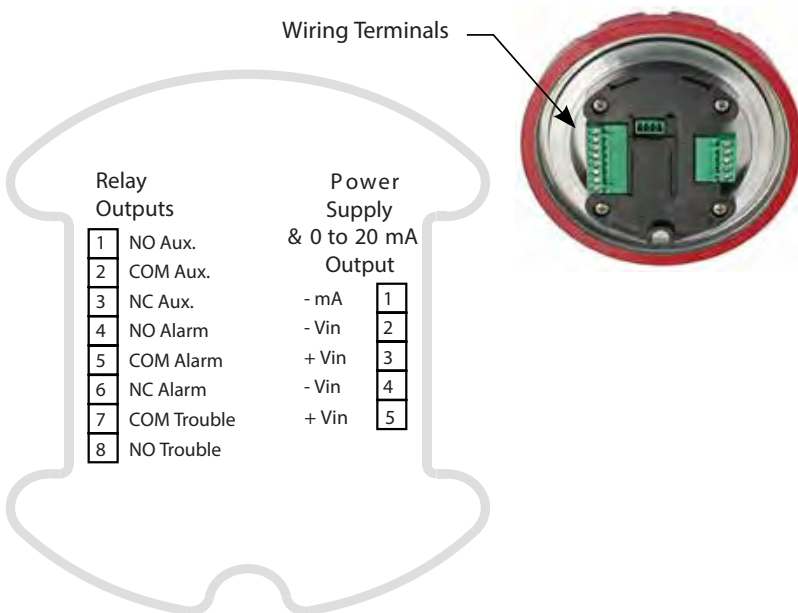 Wiring Terminals
Relay
Outputs
1 NO Aux.
2 COM Aux.
3 NC Aux.
4 NO Alarm
5 COM Alarm
6 NC Alarm
7 COM Trouble
8 NO Trouble
Power
Supply
& 0 to 20 mA
Output
- mA 1
- Vin 2
+ Vin 3
- Vin 4
+ Vin 5